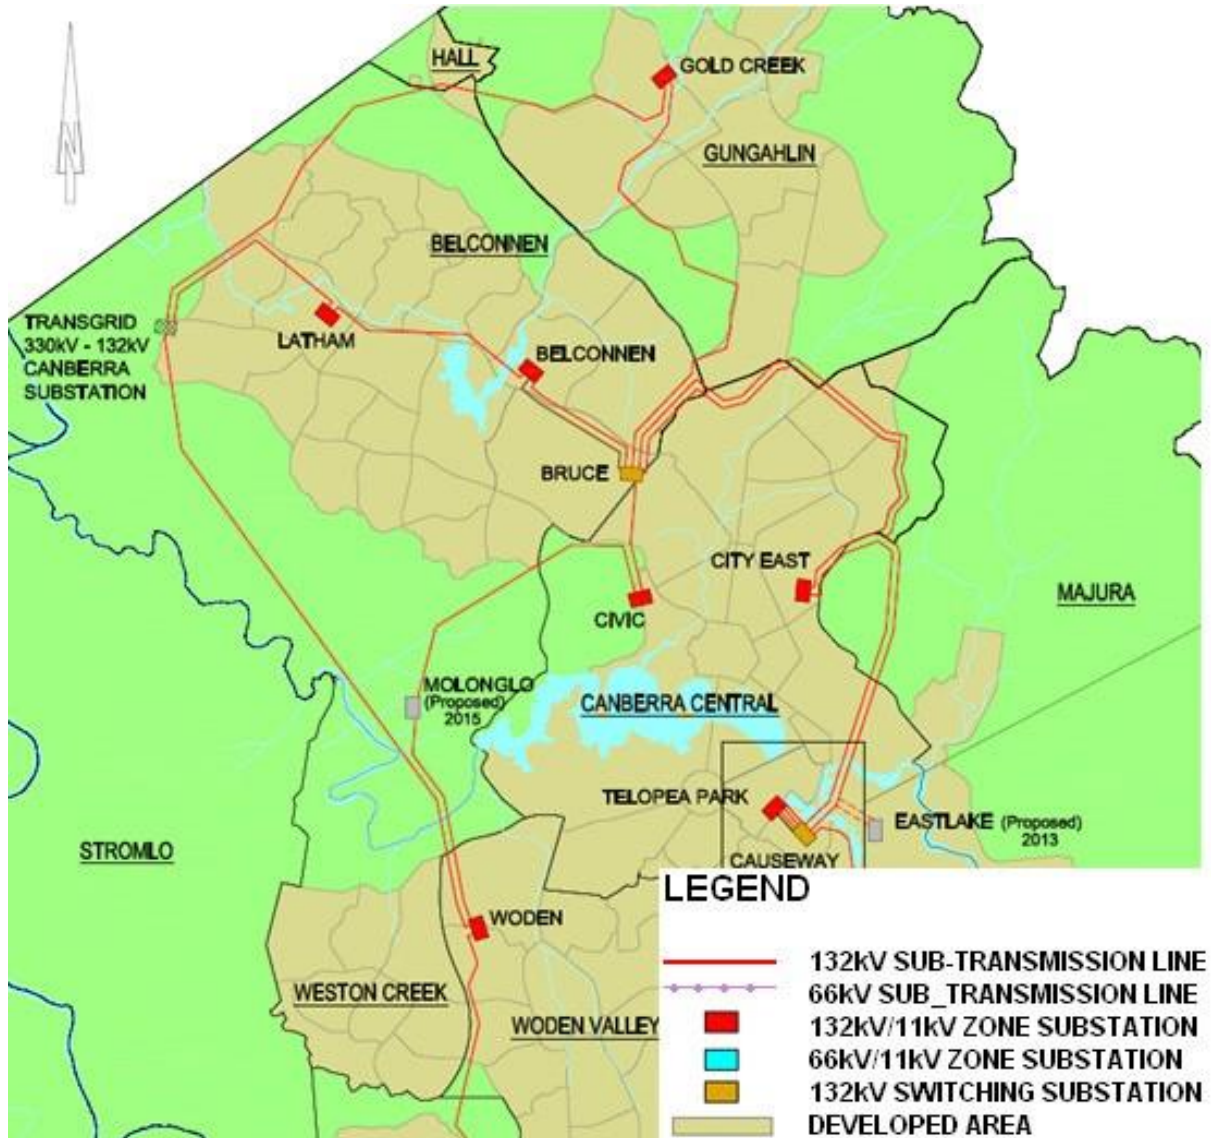 HALL
GOLD CREEK
N
GUNGAHLIN
BELCONNEN
TRANSGRID
330kV - 132kV
CANBERRA
SUBSTATION
LATHAM
BELCONNEN
BRUCE
CITY EAST
MAJURA
CIVIC
MOLONGLO
(Proposed)
2015
CANBERRA CENTRAL
TELOPEA PARK
EASTLAKE (Proposed)
2013
STROMLO
CAUSEWAY
WODEN
WESTON CREEK
WODEN VALLEY
LEGEND
132kV SUB-TRANSMISSION LINE
66kV SUB_TRANSMISSION LINE
132kV/11kV ZONE SUBSTATION
66kV/11kV ZONE SUBSTATION
132kV SWITCHING SUBSTATION
DEVELOPED AREA